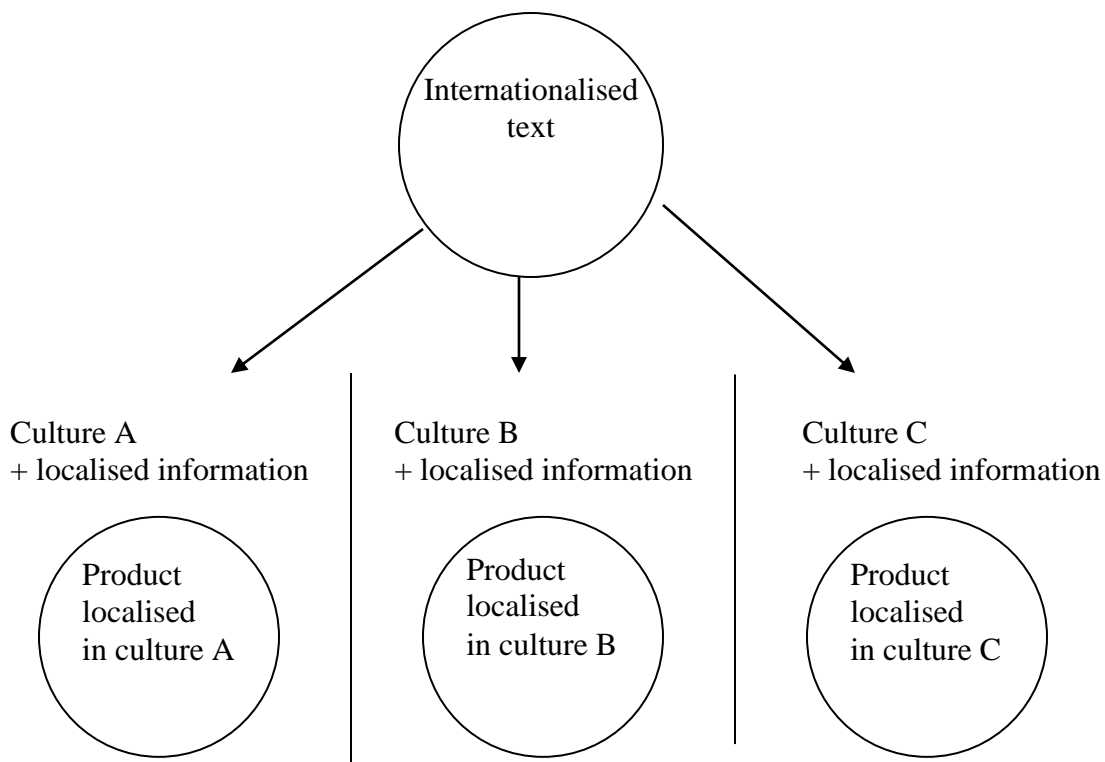 Internationalised
text
Culture A
+ localised information
Culture B
+ localised information
Culture C
+ localised information
Product
localised
in culture A
Product
localised
in culture B
Product
localised
in culture C